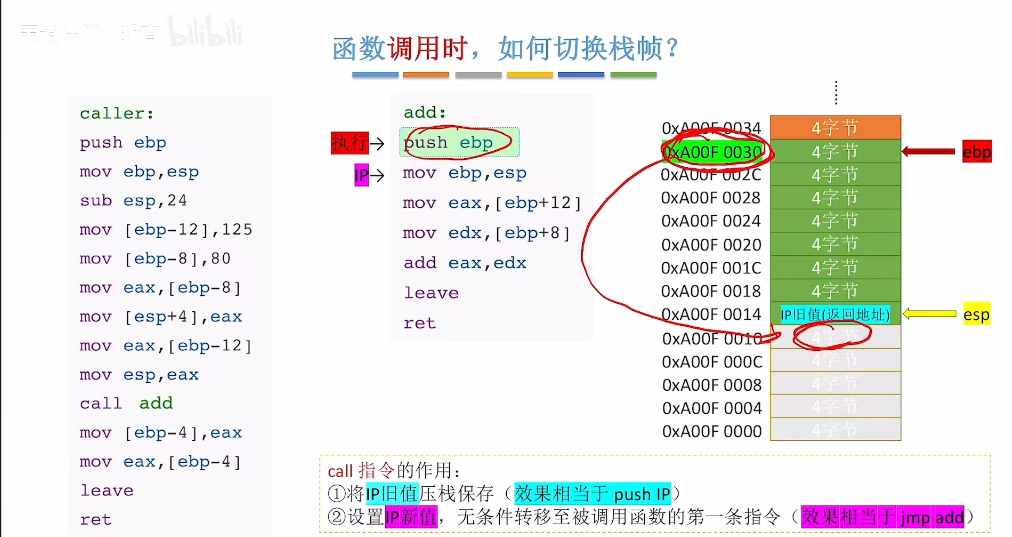 bilibili
函数调用时，如何切换栈帧？
caller:
push ebp
mov ebp,esp
sub esp,24
mov [ebp-12],125
mov [ebp-8],80
mov eax,[ebp-8]
mov [esp+4],eax
mov eax,[ebp-12]
mov esp,eax
call add
mov [ebp-4],eax
mov eax,[ebp-4]
leave
ret
add:
执行→ push ebp
IP→ mov ebp,esp
mov eax,[ebp+12]
mov edx,[ebp+8]
add eax,edx
leave
ret
0xA00F 0034 4字节
0xA00F 0030 4字节 ebp
0xA00F 002C 4字节
0xA00F 0028 4字节
0xA00F 0024 4字节
0xA00F 0020 4字节
0xA00F 001C 4字节
0xA00F 0018 4字节
0xA00F 0014 IP旧值(返回地址) esp
0xA00F 0010 4字节
0xA00F 000C 4字节
0xA00F 0008 4字节
0xA00F 0004 4字节
0xA00F 0000 4字节
call 指令的作用：
①将IP旧值压栈保存（效果相当于 push IP）
②设置IP新值，无条件转移至被调用函数的第一条指令（效果相当于 jmp add）